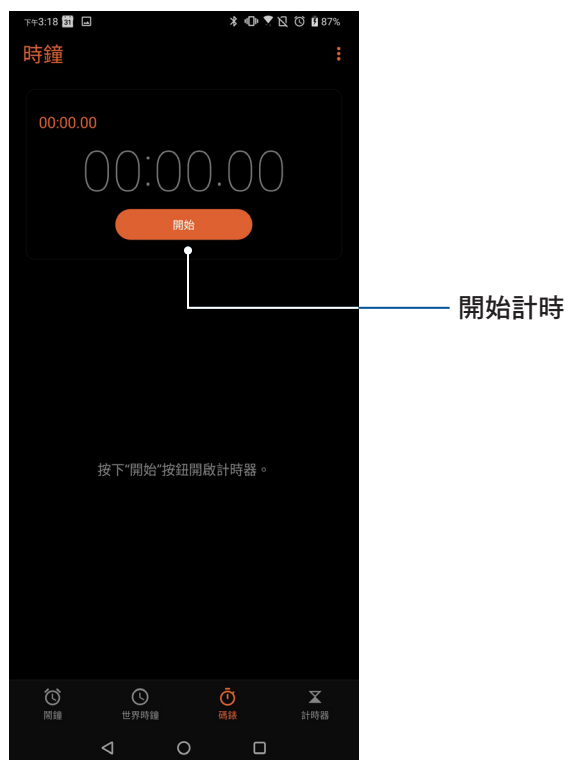 下午3:18 31 87%
時鐘
00:00.00
00:00.00
開始
開始計時
按下"開始"按鈕開啟計時器。
鬧鐘 世界時鐘 碼錶 計時器